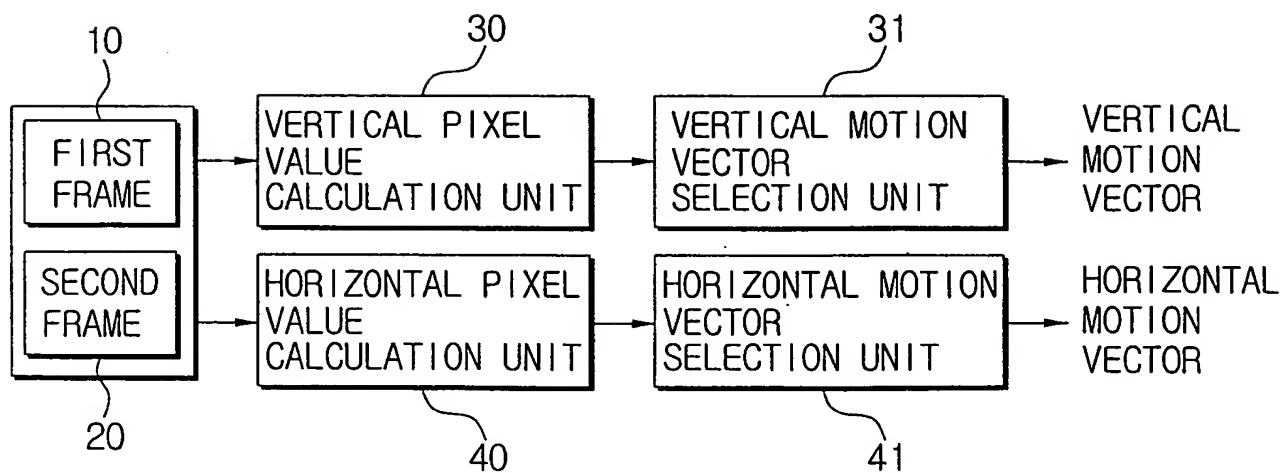 10
30
31
FIRST
FRAME
VERTICAL PIXEL
VALUE
CALCULATION UNIT
VERTICAL MOTION
VECTOR
SELECTION UNIT
VERTICAL
MOTION
VECTOR
SECOND
FRAME
HORIZONTAL PIXEL
VALUE
CALCULATION UNIT
HORIZONTAL MOTION
VECTOR
SELECTION UNIT
HORIZONTAL
MOTION
VECTOR
20
40
41